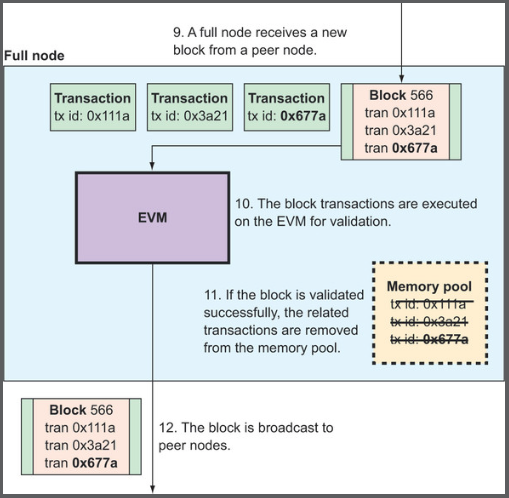 9. A full node receives a new
block from a peer node.
Full node
Transaction
tx id: 0x111a
Transaction
tx id: 0x3a21
Transaction
tx id: 0x677a
Block 566
tran 0x111a
tran 0x3a21
tran 0x677a
EVM
10. The block transactions are executed
on the EVM for validation.
11. If the block is validated
successfully, the related
transactions are removed
from the memory pool.
Memory pool
tx id: 0x111a
tx id: 0x3a21
tx id: 0x677a
Block 566
tran 0x111a
tran 0x3a21
tran 0x677a
12. The block is broadcast to
peer nodes.